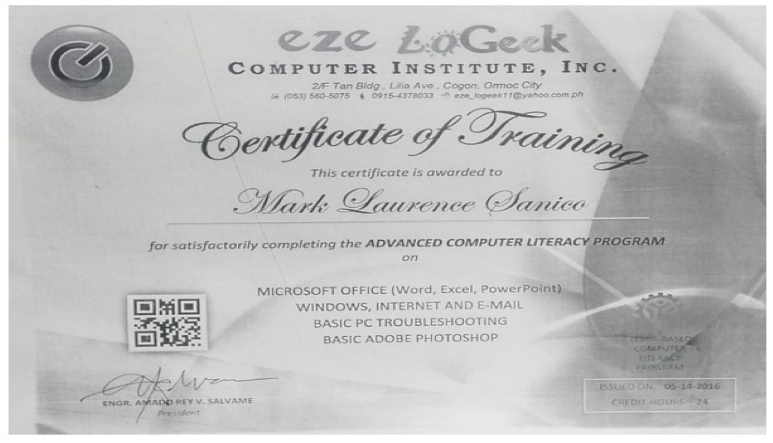 eze LoGeek
COMPUTER INSTITUTE, INC.
2/F Tan Bldg., Lilia Ave., Cogon, Ormoc City
(053) 560-5075 0915-4378033 eze_logeek11@yahoo.com.ph
Certificate of Training
This certificate is awarded to
Mark Laurence Sanico
for satisfactorily completing the ADVANCED COMPUTER LITERACY PROGRAM
on
MICROSOFT OFFICE (Word, Excel, PowerPoint)
WINDOWS, INTERNET AND E-MAIL
BASIC PC TROUBLESHOOTING
BASIC ADOBE PHOTOSHOP
ENGR. AMADO REY V. SALVAME
President
BASED
COMPUTER
LITERACY
PROGRAM
ISSUED ON: 05-14-2016
CREDIT HOURS: 24